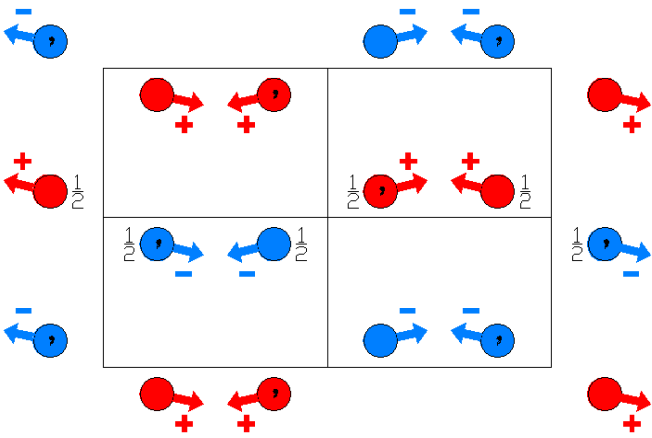 − − −
, ,
,
+ + +
+ + +
1/2 1/2 , 1/2
1/2 , 1/2 1/2 ,
− − −
− − −
, ,
,
+ + +